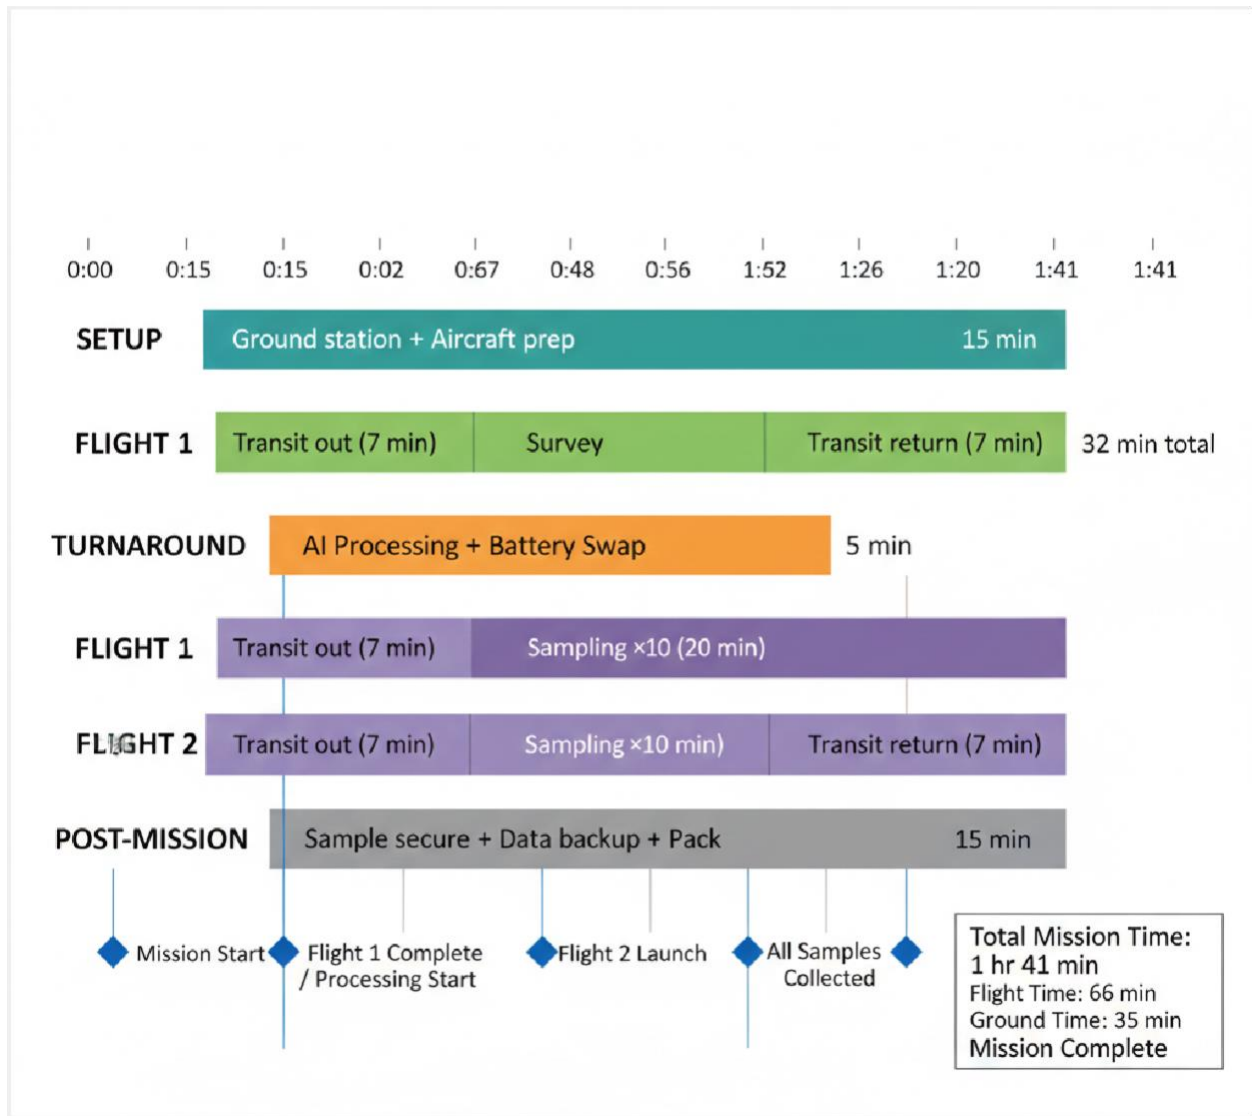 0:00 0:15 0:15 0:02 0:67 0:48 0:56 1:52 1:26 1:20 1:41 1:41
SETUP Ground station + Aircraft prep 15 min
FLIGHT 1 Transit out (7 min) Survey Transit return (7 min) 32 min total
TURNAROUND AI Processing + Battery Swap 5 min
FLIGHT 1 Transit out (7 min) Sampling ×10 (20 min)
FLIGHT 2 Transit out (7 min) Sampling ×10 min) Transit return (7 min)
POST-MISSION Sample secure + Data backup + Pack 15 min
Mission Start
Flight 1 Complete
/ Processing Start
Flight 2 Launch
All Samples
Collected
Total Mission Time:
1 hr 41 min
Flight Time: 66 min
Ground Time: 35 min
Mission Complete